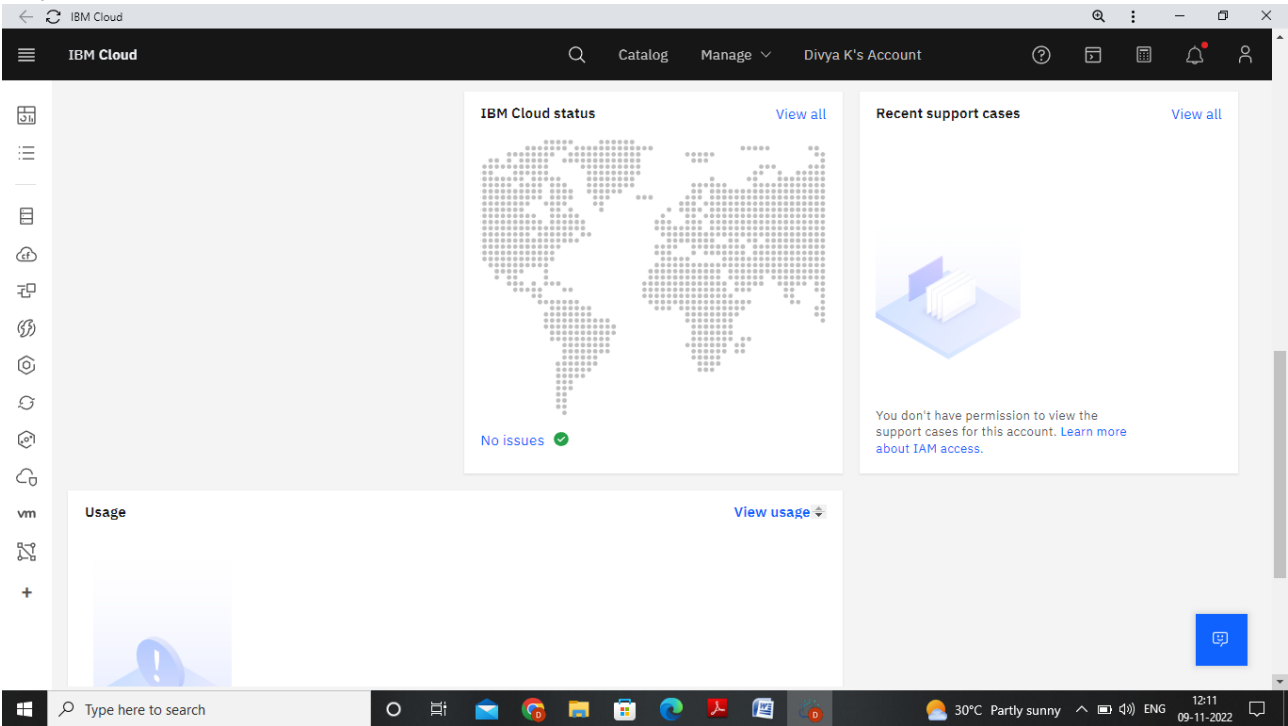 IBM Cloud
IBM Cloud
Catalog
Manage
Divya K's Account
IBM Cloud status
View all
Recent support cases
View all
cf
You don't have permission to view the
support cases for this account. Learn more
about IAM access.
No issues
vm
Usage
View usage
Type here to search
30°C Partly sunny
ENG
12:11
09-11-2022